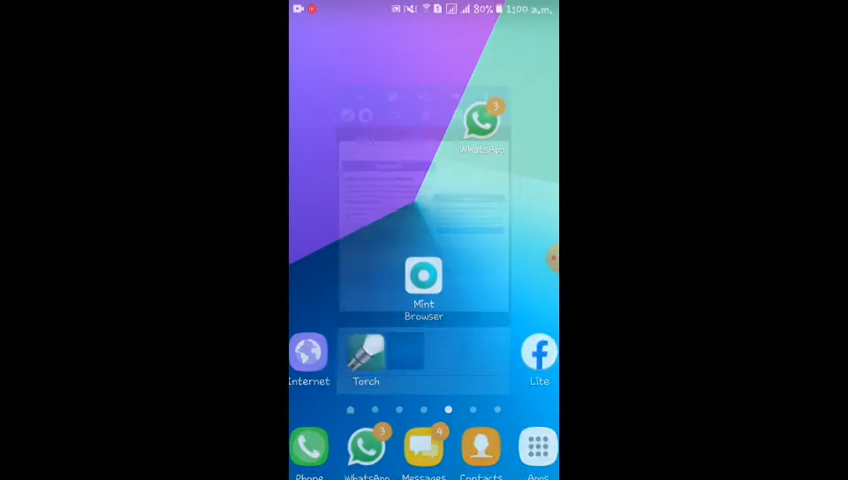 80% 1:00 a.m.
3
WhatsApp
Mint
Browser
Internet
Torch
Lite
3
4
Phone
WhatsApp
Messages
Contacts
Apps